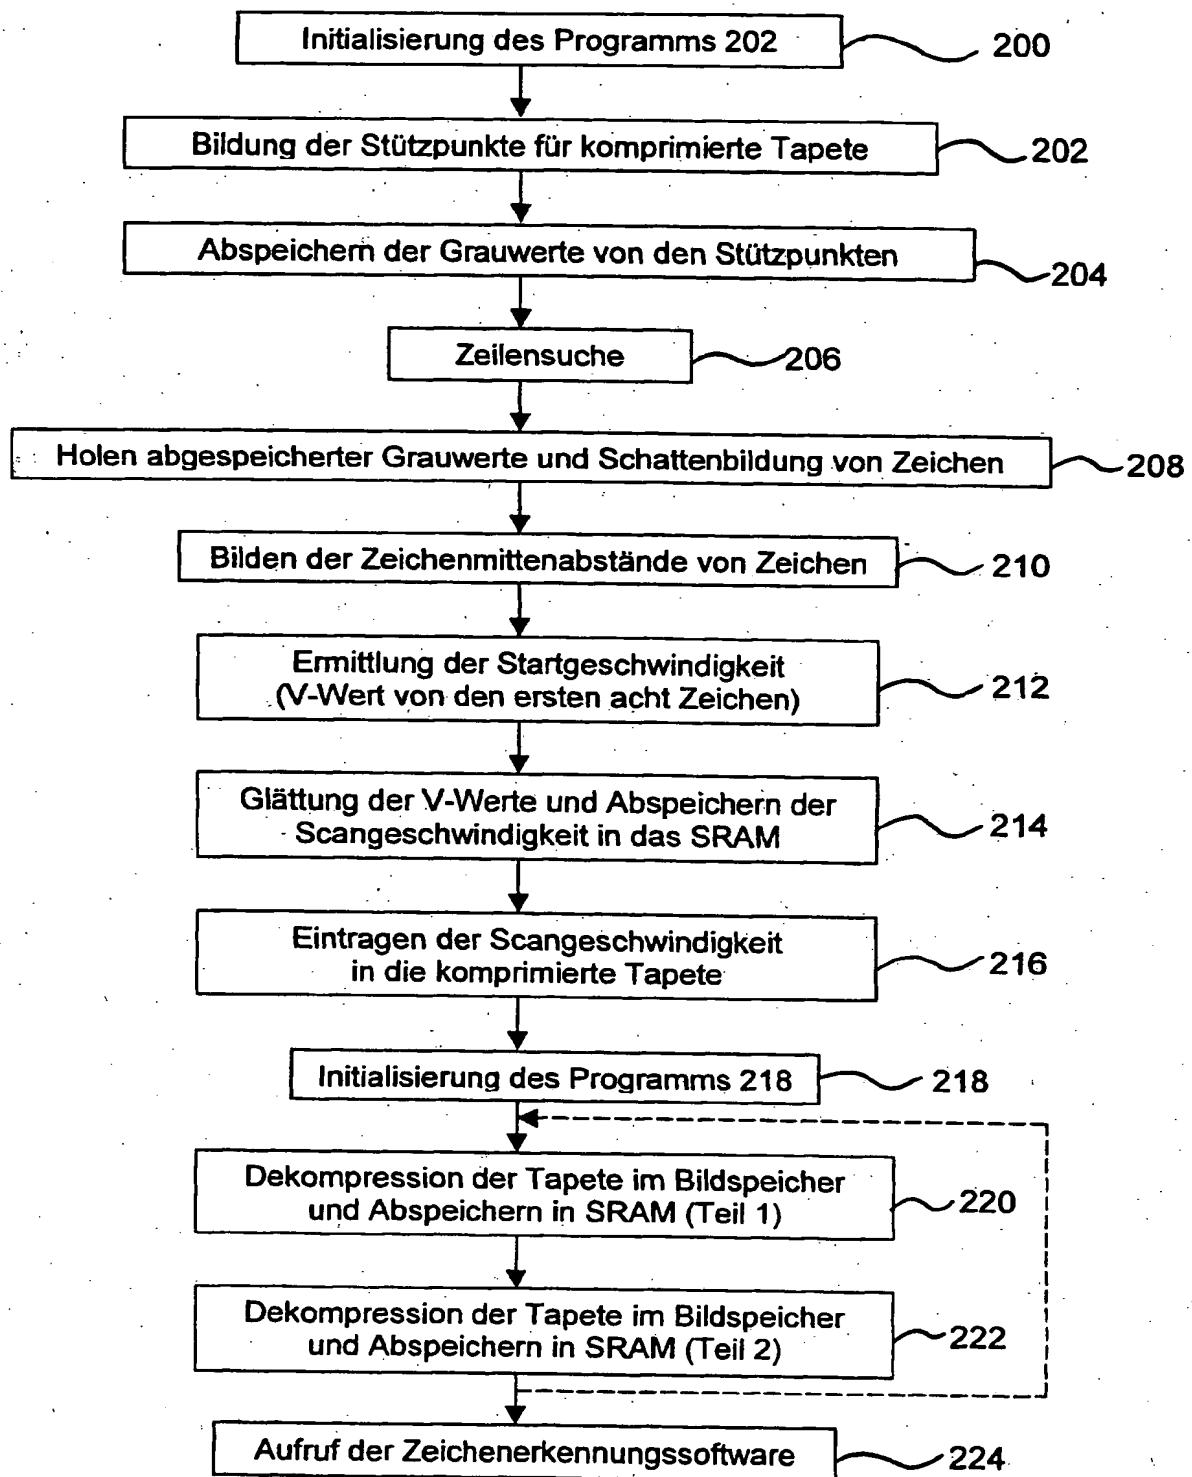 Initialisierung des Programms 202
200
Bildung der Stützpunkte für komprimierte Tapete
202
Abspeichern der Grauwerte von den Stützpunkten
204
Zeilensuche
206
Holen abgespeicherter Grauwerte und Schattenbildung von Zeichen
208
Bilden der Zeichenmittenabstände von Zeichen
210
Ermittlung der Startgeschwindigkeit
(V-Wert von den ersten acht Zeichen)
212
Glättung der V-Werte und Abspeichern der
Scangeschwindigkeit in das SRAM
214
Eintragen der Scangeschwindigkeit
in die komprimierte Tapete
216
Initialisierung des Programms 218
218
Dekompression der Tapete im Bildspeicher
und Abspeichern in SRAM (Teil 1)
220
Dekompression der Tapete im Bildspeicher
und Abspeichern in SRAM (Teil 2)
222
Aufruf der Zeichenerkennungssoftware
224